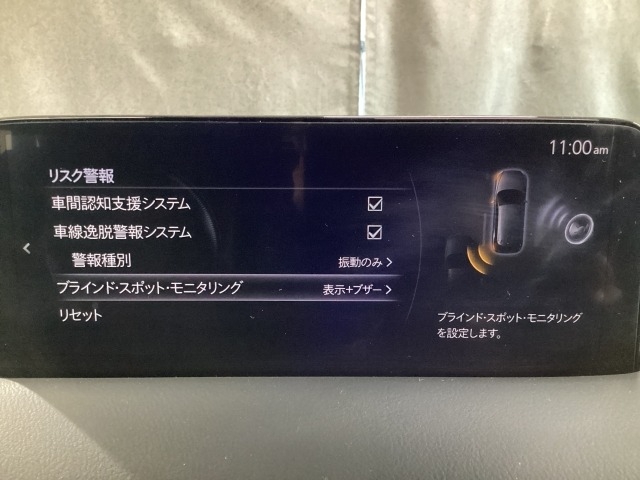 11:00am
リスク警報
車間認知支援システム
車線逸脱警報システム
警報種別 振動のみ
ブラインド・スポット・モニタリング 表示+ブザー
リセット
ブラインド・スポット・モニタリング
を設定します。